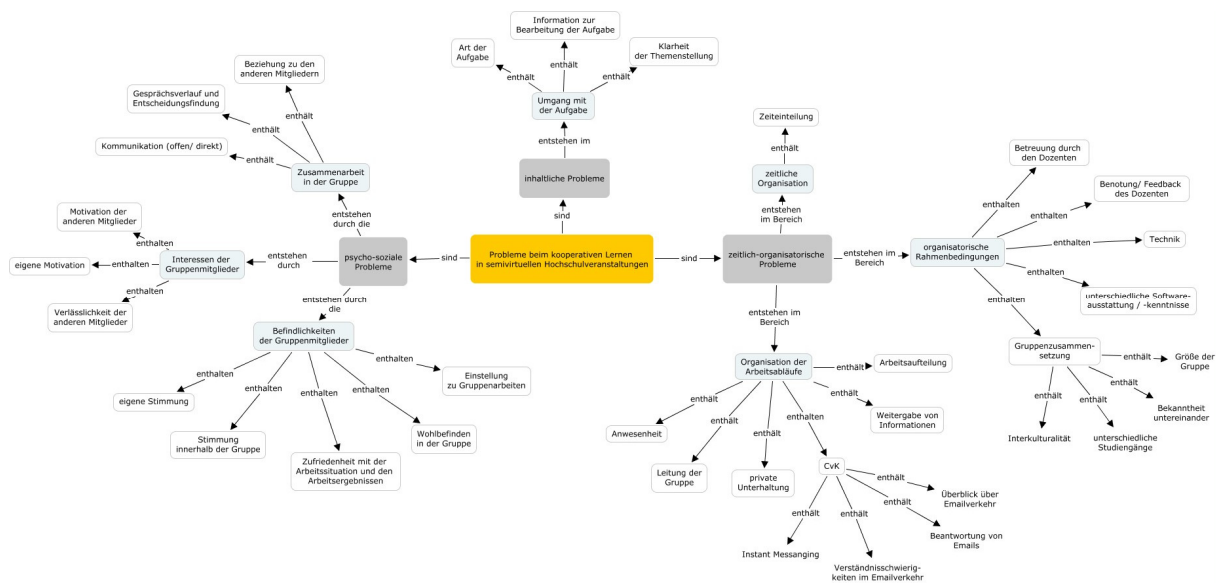 Information zur
Bearbeitung der Aufgabe
Art der
Aufgabe
Klarheit
der Themenstellung
enthält
enthält
enthält
Umgang mit
der Aufgabe
entstehen im
inhaltliche Probleme
sind
Beziehung zu den
anderen Mitgliedern
Gesprächsverlauf und
Entscheidungsfindung
Kommunikation (offen/ direkt)
enthält
enthält
enthält
Zusammenarbeit
in der Gruppe
entstehen
durch die
Motivation der
anderen Mitglieder
eigene Motivation
Verlässlichkeit der
anderen Mitglieder
enthalten
enthalten
enthalten
Interessen der
Gruppenmitglieder
entstehen
durch
psycho-soziale
Probleme
sind
Probleme beim kooperativen Lernen
in semivirtuellen Hochschulveranstaltungen
sind
entstehen durch
die
Befindlichkeiten
der Gruppenmitglieder
enthalten
enthalten
enthalten
enthalten
enthalten
Einstellung
zu Gruppenarbeiten
eigene Stimmung
Stimmung
innerhalb der Gruppe
Zufriedenheit mit der
Arbeitssituation und den
Arbeitsergebnissen
Wohlbefinden
in der Gruppe
Zeiteinteilung
enthält
zeitliche
Organisation
entstehen
im Bereich
zeitlich-organisatorische
Probleme
entstehen im
Bereich
organisatorische
Rahmenbedingungen
Betreuung durch
den Dozenten
Benotung/ Feedback
des Dozenten
Technik
unterschiedliche Software-
ausstattung / -kenntnisse
enthalten
enthalten
enthalten
enthalten
enthalten
Gruppenzusammen-
setzung
enthält
Größe der
Gruppe
enthält
Bekanntheit
untereinander
enthält
unterschiedliche
Studiengänge
enthält
Interkulturalität
entstehen im
Bereich
Organisation der
Arbeitsabläufe
enthält
Arbeitsaufteilung
enthält
Weitergabe von
Informationen
enthält
Anwesenheit
enthält
Leitung der
Gruppe
enthält
private
Unterhaltung
enthalten
CvK
enthält
Überblick über
Emailverkehr
enthält
Beantwortung von
Emails
enthält
Verständnisschwierig-
keiten im Emailverkehr
enthält
Instant Messanging